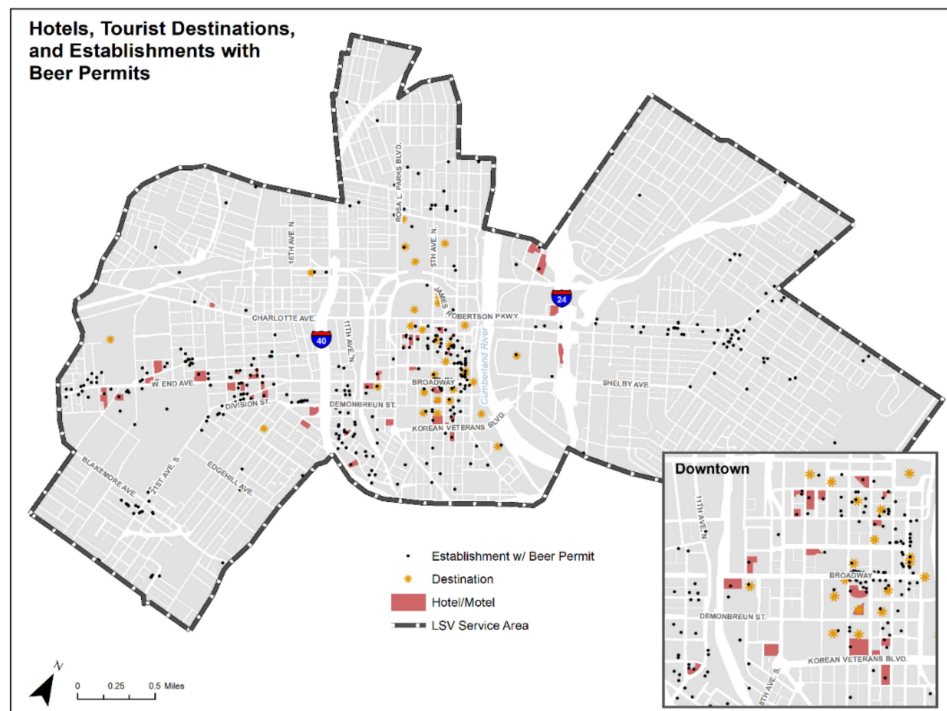 Hotels, Tourist Destinations,
and Establishments with
Beer Permits
ROSA L. PARKS BLVD.
16TH AVE. N.
5TH AVE. N.
JAMES R
OBERTSON PKWY.
24
CHARLOTTE AVE.
40
11TH AVE. N.
Cumberland River
W. END AVE.
BROADWAY
SHELBY AVE.
DIVISION ST.
DEMONBREUN ST.
KOREAN VETERANS BLVD.
BLAKEMORE AVE.
21ST AVE. S.
EDGEHILL AVE.
Establishment w/ Beer Permit
Destination
Hotel/Motel
LSV Service Area
N
0 0.25 0.5 Miles
Downtown
11TH AVE. N.
BROADWAY
DEMONBREUN ST.
KOREAN VETERANS BLVD.
8TH AVE. S.